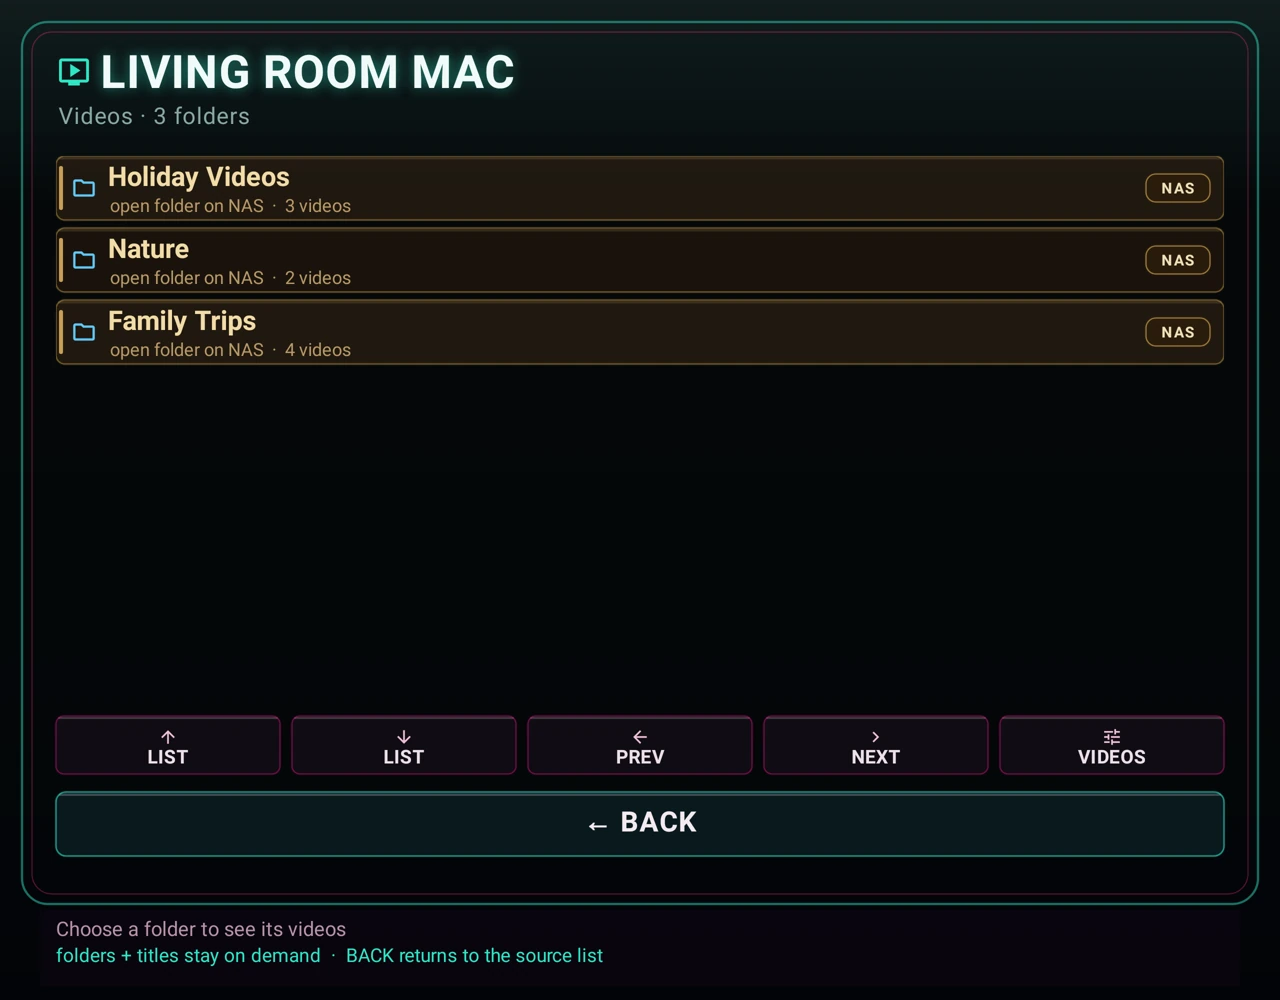 LIVING ROOM MAC
Videos · 3 folders
Holiday Videos
open folder on NAS · 3 videos
NAS
Nature
open folder on NAS · 2 videos
NAS
Family Trips
open folder on NAS · 4 videos
NAS
↑ LIST
↓ LIST
← PREV
› NEXT
VIDEOS
← BACK
Choose a folder to see its videos
folders + titles stay on demand · BACK returns to the source list